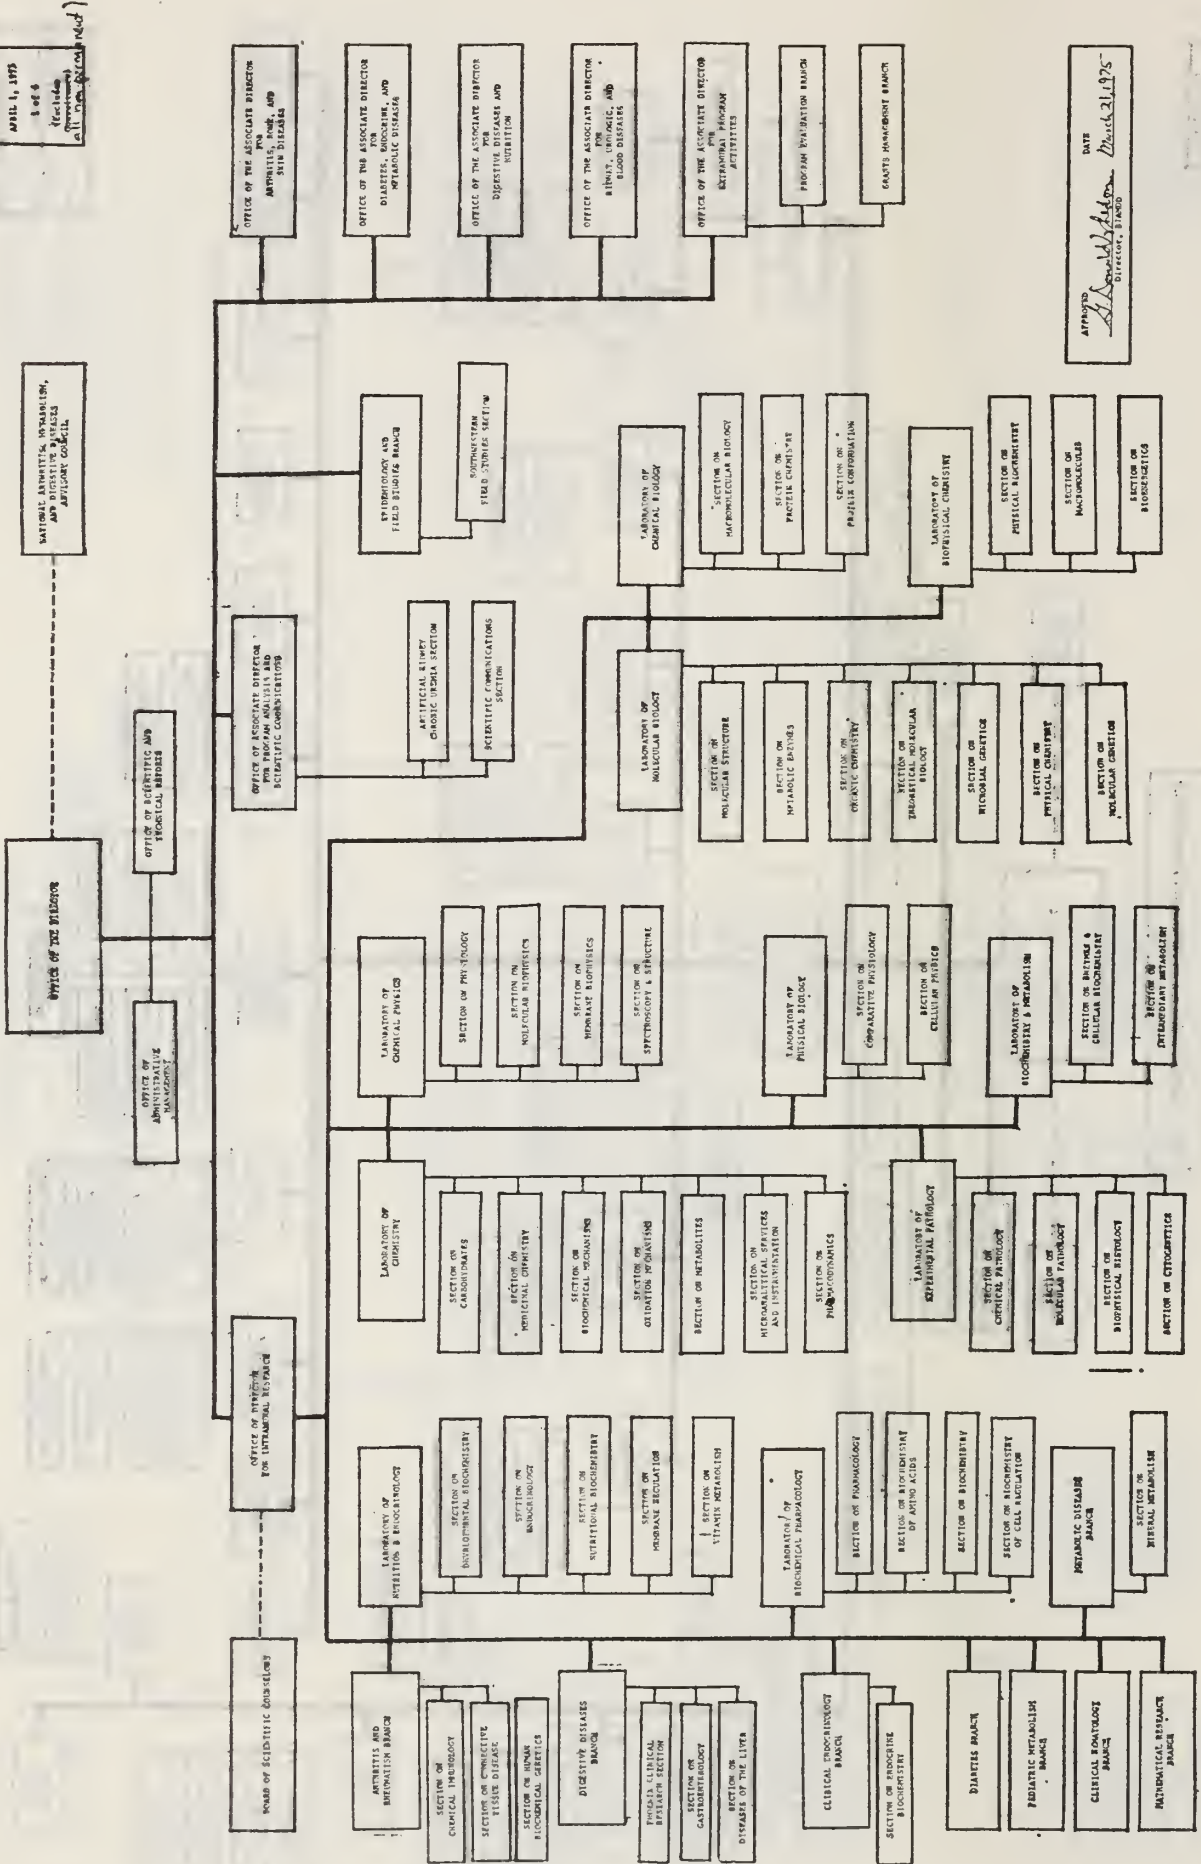 APRIL 1, 1975
OFFICE OF THE DIRECTOR
NATIONAL ARTHRITIS, METABOLISM,
AND DIGESTIVE DISEASES
ADVISORY COUNCIL
OFFICE OF
ADMINISTRATIVE
MANAGEMENT
OFFICE OF SCIENTIFIC AND
TECHNICAL REPORTS
BOARD OF SCIENTIFIC COUNSELORS
OFFICE OF DIRECTOR
FOR INTRAMURAL RESEARCH
OFFICE OF ASSOCIATE DIRECTOR
FOR PROGRAM ANALYSIS AND
SCIENTIFIC COMMUNICATIONS
ARTIFICIAL KIDNEY
CHRONIC UREMIA SECTION
SCIENTIFIC COMMUNICATIONS
SECTION
EPIDEMIOLOGY AND
FIELD STUDIES BRANCH
SOUTHWESTERN
FIELD STUDIES SECTION
OFFICE OF THE ASSOCIATE DIRECTOR
FOR
ARTHRITIS, BONE, AND
SKIN DISEASES
OFFICE OF THE ASSOCIATE DIRECTOR
FOR
DIABETES, ENDOCRINE, AND
METABOLIC DISEASES
OFFICE OF THE ASSOCIATE DIRECTOR
FOR
DIGESTIVE DISEASES AND
NUTRITION
OFFICE OF THE ASSOCIATE DIRECTOR
FOR
KIDNEY, UROLOGIC, AND
BLOOD DISEASES
OFFICE OF THE ASSOCIATE DIRECTOR
FOR
EXTRAMURAL PROGRAM
ACTIVITIES
PROGRAM EVALUATION BRANCH
GRANTS MANAGEMENT BRANCH
ARTHRITIS AND
RHEUMATISM BRANCH
SECTION ON
CHEMICAL IMMUNOLOGY
SECTION ON CONNECTIVE
TISSUE DISEASE
SECTION ON HUMAN
BIOCHEMICAL GENETICS
DIGESTIVE DISEASES
BRANCH
PHOENIX CLINICAL
RESEARCH SECTION
SECTION ON
GASTROENTEROLOGY
SECTION ON
DISEASES OF THE LIVER
CLINICAL ENDOCRINOLOGY
BRANCH
SECTION ON ENDOCRINE
BIOCHEMISTRY
DIABETES BRANCH
PEDIATRIC METABOLISM
BRANCH
CLINICAL HEMATOLOGY
BRANCH
MATHEMATICAL RESEARCH
BRANCH
LABORATORY OF
NUTRITION & ENDOCRINOLOGY
SECTION ON
DEVELOPMENTAL BIOCHEMISTRY
SECTION ON
ENDOCRINOLOGY
SECTION ON
NUTRITIONAL BIOCHEMISTRY
SECTION ON
MEMBRANE REGULATION
SECTION ON
VITAMIN METABOLISM
LABORATORY OF
BIOCHEMICAL PHARMACOLOGY
SECTION ON PHARMACOLOGY
SECTION ON BIOCHEMISTRY
OF AMINO ACIDS
SECTION ON BIOCHEMISTRY
SECTION ON BIOCHEMISTRY
OF CELL REGULATION
METABOLIC DISEASES
BRANCH
SECTION ON
MINERAL METABOLISM
LABORATORY OF
CHEMISTRY
SECTION ON
CARBOHYDRATES
SECTION ON
MEDICINAL CHEMISTRY
SECTION ON
BIOCHEMICAL MECHANISMS
SECTION ON
OXIDATION MECHANISMS
SECTION ON METABOLITES
SECTION ON
MICROANALYTICAL SERVICES
AND INSTRUMENTATION
SECTION ON
PHARMACODYNAMICS
LABORATORY OF
EXPERIMENTAL PATHOLOGY
SECTION ON
CHEMICAL PATHOLOGY
SECTION ON
MOLECULAR PATHOLOGY
SECTION ON
BIOPHYSICAL HISTOLOGY
SECTION ON CYTOGENETICS
LABORATORY OF
CHEMICAL PHYSICS
SECTION ON PHYSIOLOGY
SECTION ON
MOLECULAR BIOPHYSICS
SECTION ON
MEMBRANE BIOPHYSICS
SECTION ON
SPECTROSCOPY & STRUCTURE
LABORATORY OF
PHYSICAL BIOLOGY
SECTION ON
COMPARATIVE PHYSIOLOGY
SECTION ON
CELLULAR PHYSICS
LABORATORY OF
BIOCHEMISTRY & METABOLISM
SECTION ON ENZYMES &
CELLULAR BIOCHEMISTRY
SECTION ON
INTERMEDIARY METABOLISM
LABORATORY OF
MOLECULAR BIOLOGY
SECTION ON
MOLECULAR STRUCTURE
SECTION ON
METABOLIC ENZYMES
SECTION ON
ORGANIC CHEMISTRY
SECTION ON
THEORETICAL MOLECULAR
BIOLOGY
SECTION ON
MICROBIAL GENETICS
SECTION ON
PHYSICAL CHEMISTRY
SECTION ON
MOLECULAR GENETICS
LABORATORY OF
CHEMICAL BIOLOGY
SECTION ON
MACROMOLECULAR BIOLOGY
SECTION ON
PROTEIN CHEMISTRY
SECTION ON
PROTEIN CONFORMATION
LABORATORY OF
BIOPHYSICAL CHEMISTRY
SECTION ON
PHYSICAL BIOCHEMISTRY
SECTION ON
MACROMOLECULES
SECTION ON
BIOENERGETICS
APPROVED DATE
March 21, 1975
Director,